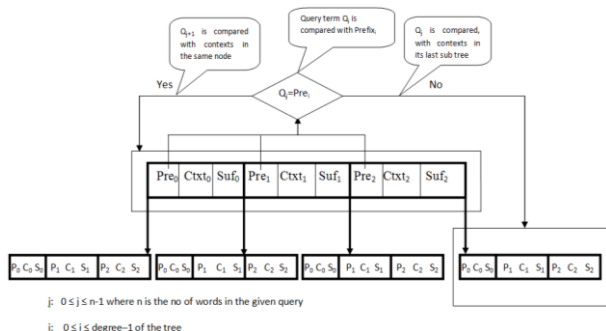 Qj+1 is compared
with contexts in
the same node
Query term Qj is
compared with Prefixi
Qj is compared,
with contexts in
its last sub tree
Yes
Qj=Prei
No
Pre0 Ctxt0 Suf0 Pre1 Ctxt1 Suf1 Pre2 Ctxt2 Suf2
P0 C0 S0 P1 C1 S1 P2 C2 S2
P0 C0 S0 P1 C1 S1 P2 C2 S2
P0 C0 S0 P1 C1 S1 P2 C2 S2
P0 C0 S0 P1 C1 S1 P2 C2 S2
j: 0 ≤ j ≤ n-1 where n is the no of words in the given query
i: 0 ≤ i ≤ degree–1 of the tree